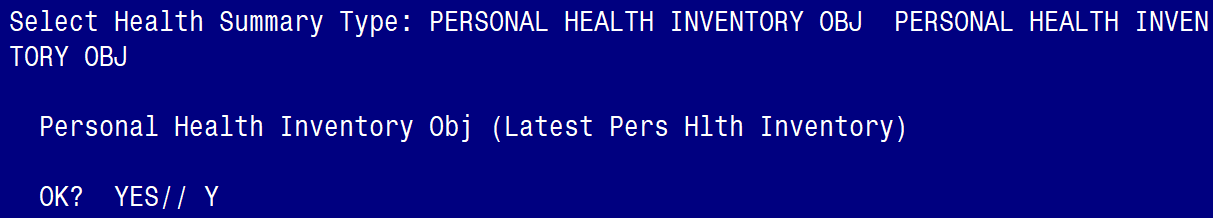 Select Health Summary Type: PERSONAL HEALTH INVENTORY OBJ  PERSONAL HEALTH INVEN
TORY OBJ
Personal Health Inventory Obj (Latest Pers Hlth Inventory)
OK?  YES// Y